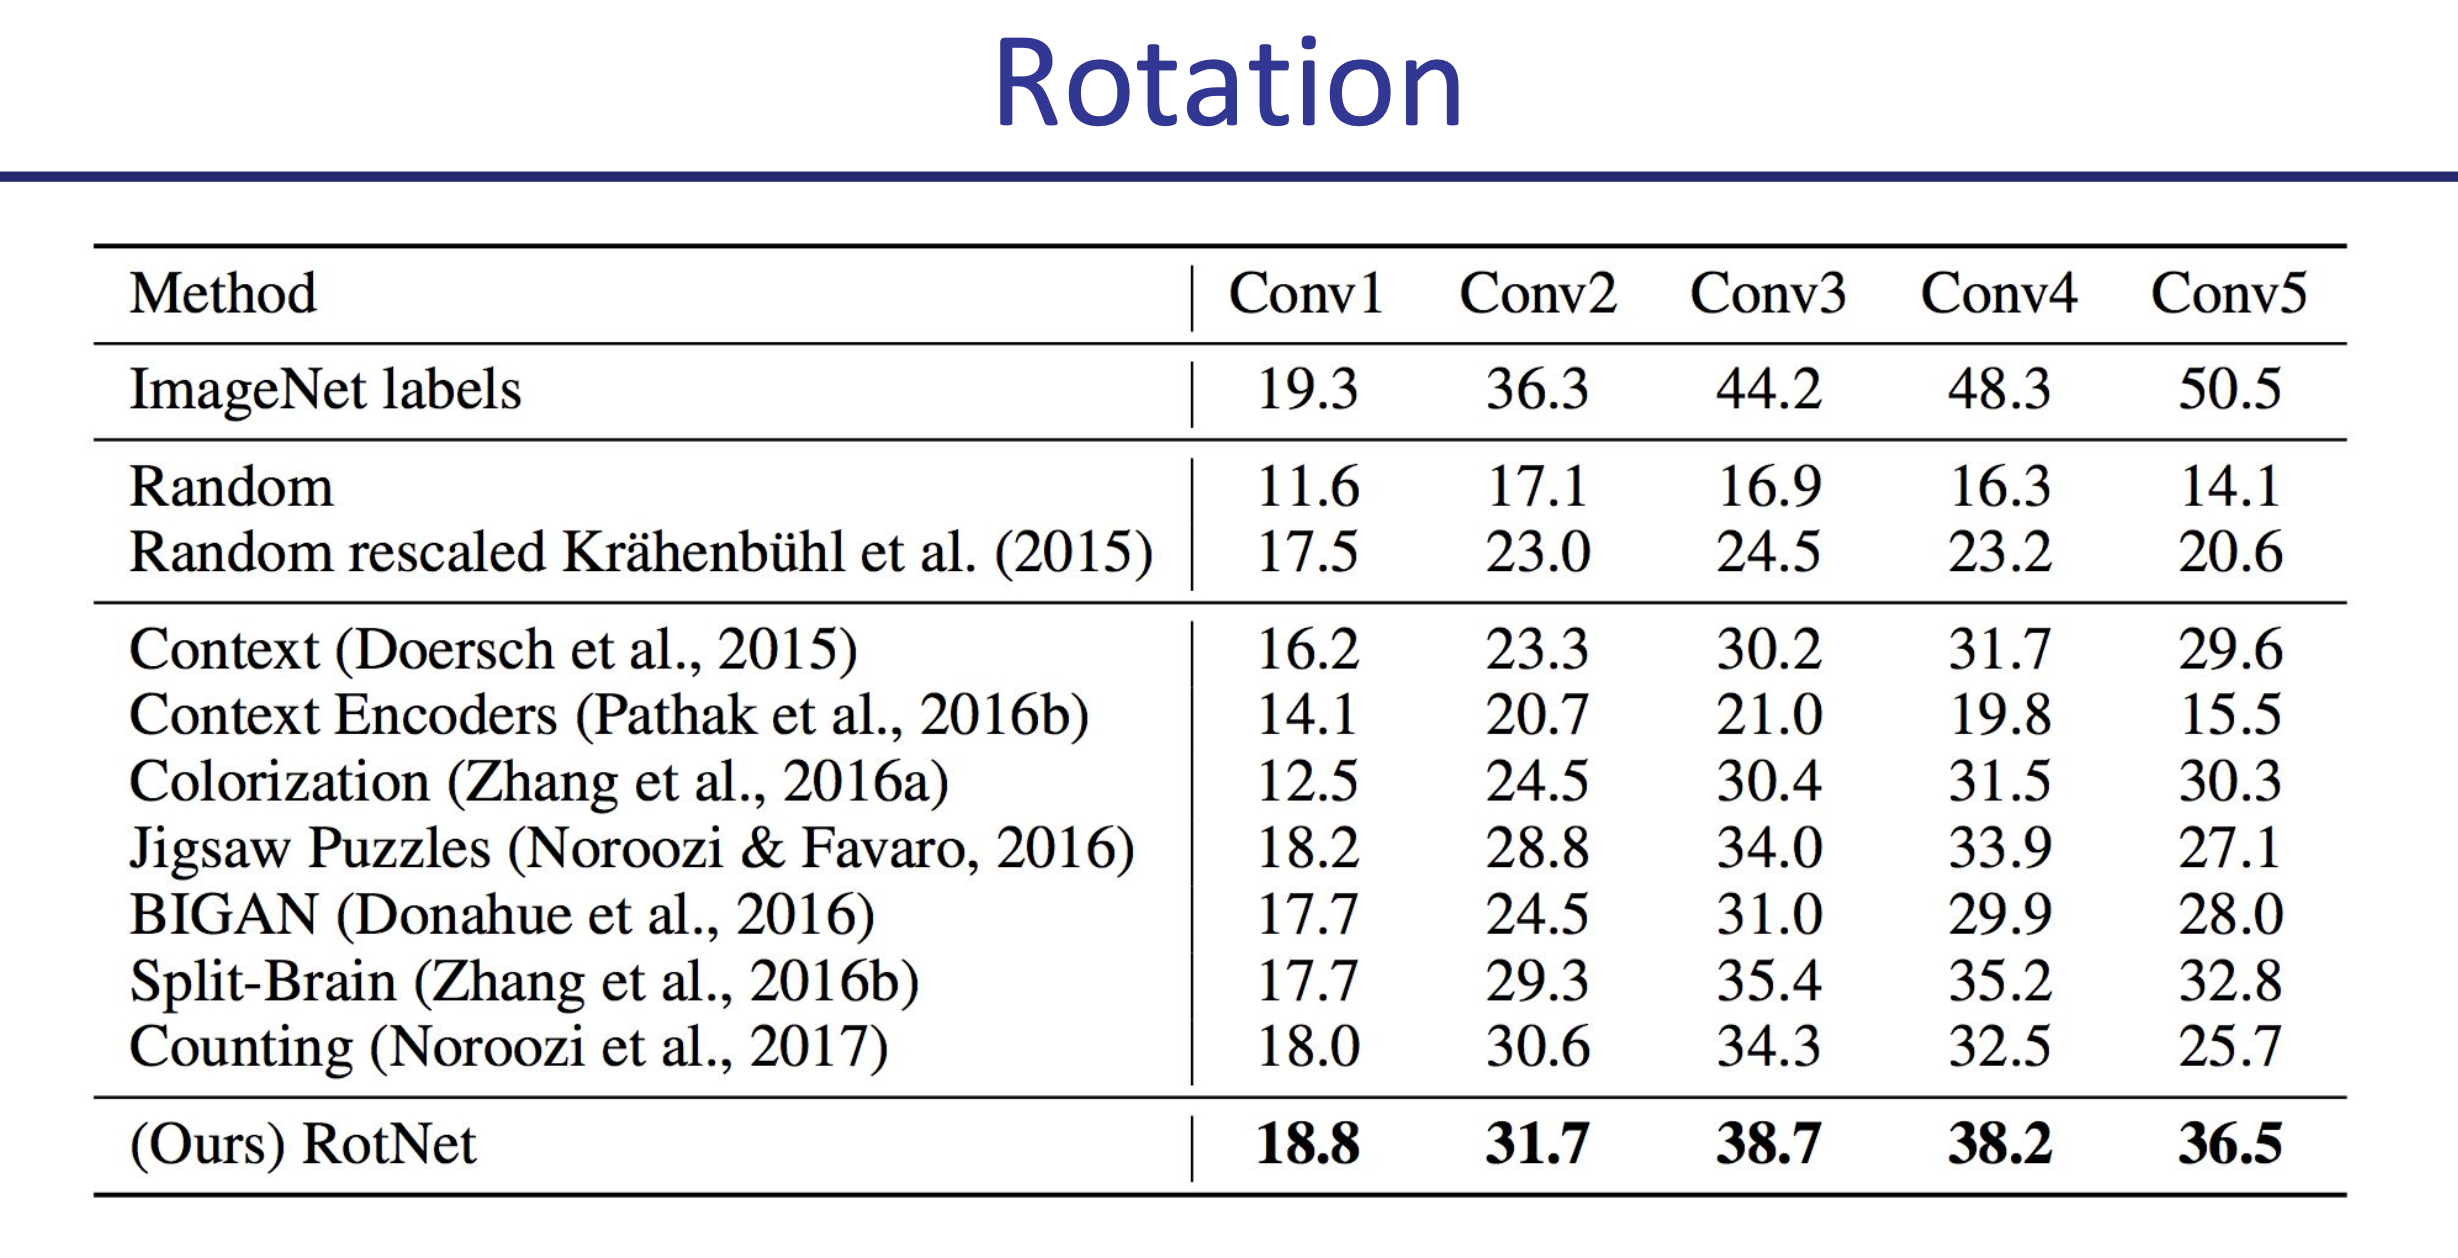 Rotation
Method Conv1 Conv2 Conv3 Conv4 Conv5
ImageNet labels 19.3 36.3 44.2 48.3 50.5
Random 11.6 17.1 16.9 16.3 14.1
Random rescaled Krähenbühl et al. (2015) 17.5 23.0 24.5 23.2 20.6
Context (Doersch et al., 2015) 16.2 23.3 30.2 31.7 29.6
Context Encoders (Pathak et al., 2016b) 14.1 20.7 21.0 19.8 15.5
Colorization (Zhang et al., 2016a) 12.5 24.5 30.4 31.5 30.3
Jigsaw Puzzles (Noroozi & Favaro, 2016) 18.2 28.8 34.0 33.9 27.1
BIGAN (Donahue et al., 2016) 17.7 24.5 31.0 29.9 28.0
Split-Brain (Zhang et al., 2016b) 17.7 29.3 35.4 35.2 32.8
Counting (Noroozi et al., 2017) 18.0 30.6 34.3 32.5 25.7
(Ours) RotNet 18.8 31.7 38.7 38.2 36.5